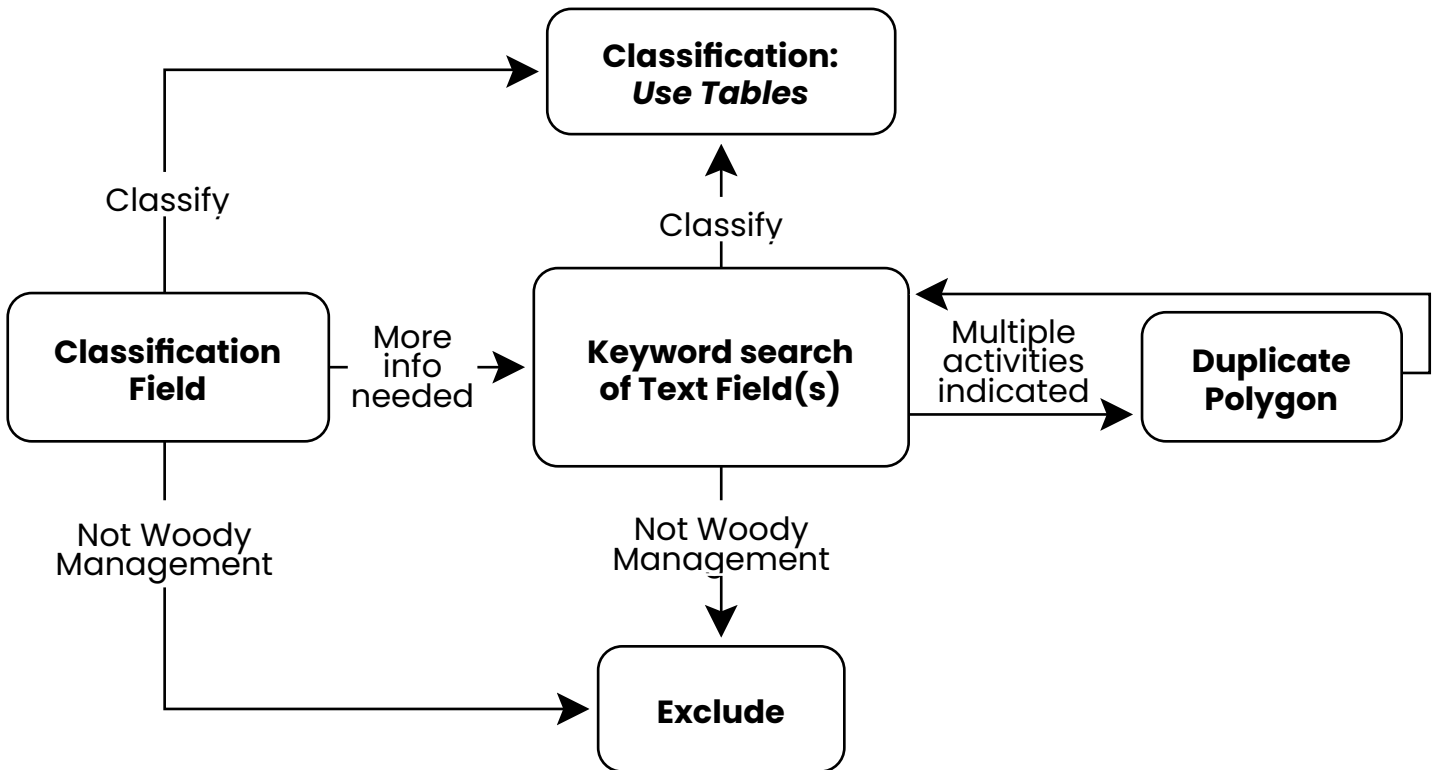 Classification:
Use Tables
Classify
Classify
Classification
Field
More
info
needed
Keyword search
of Text Field(s)
Multiple
activities
indicated
Duplicate
Polygon
Not Woody
Management
Not Woody
Management
Exclude